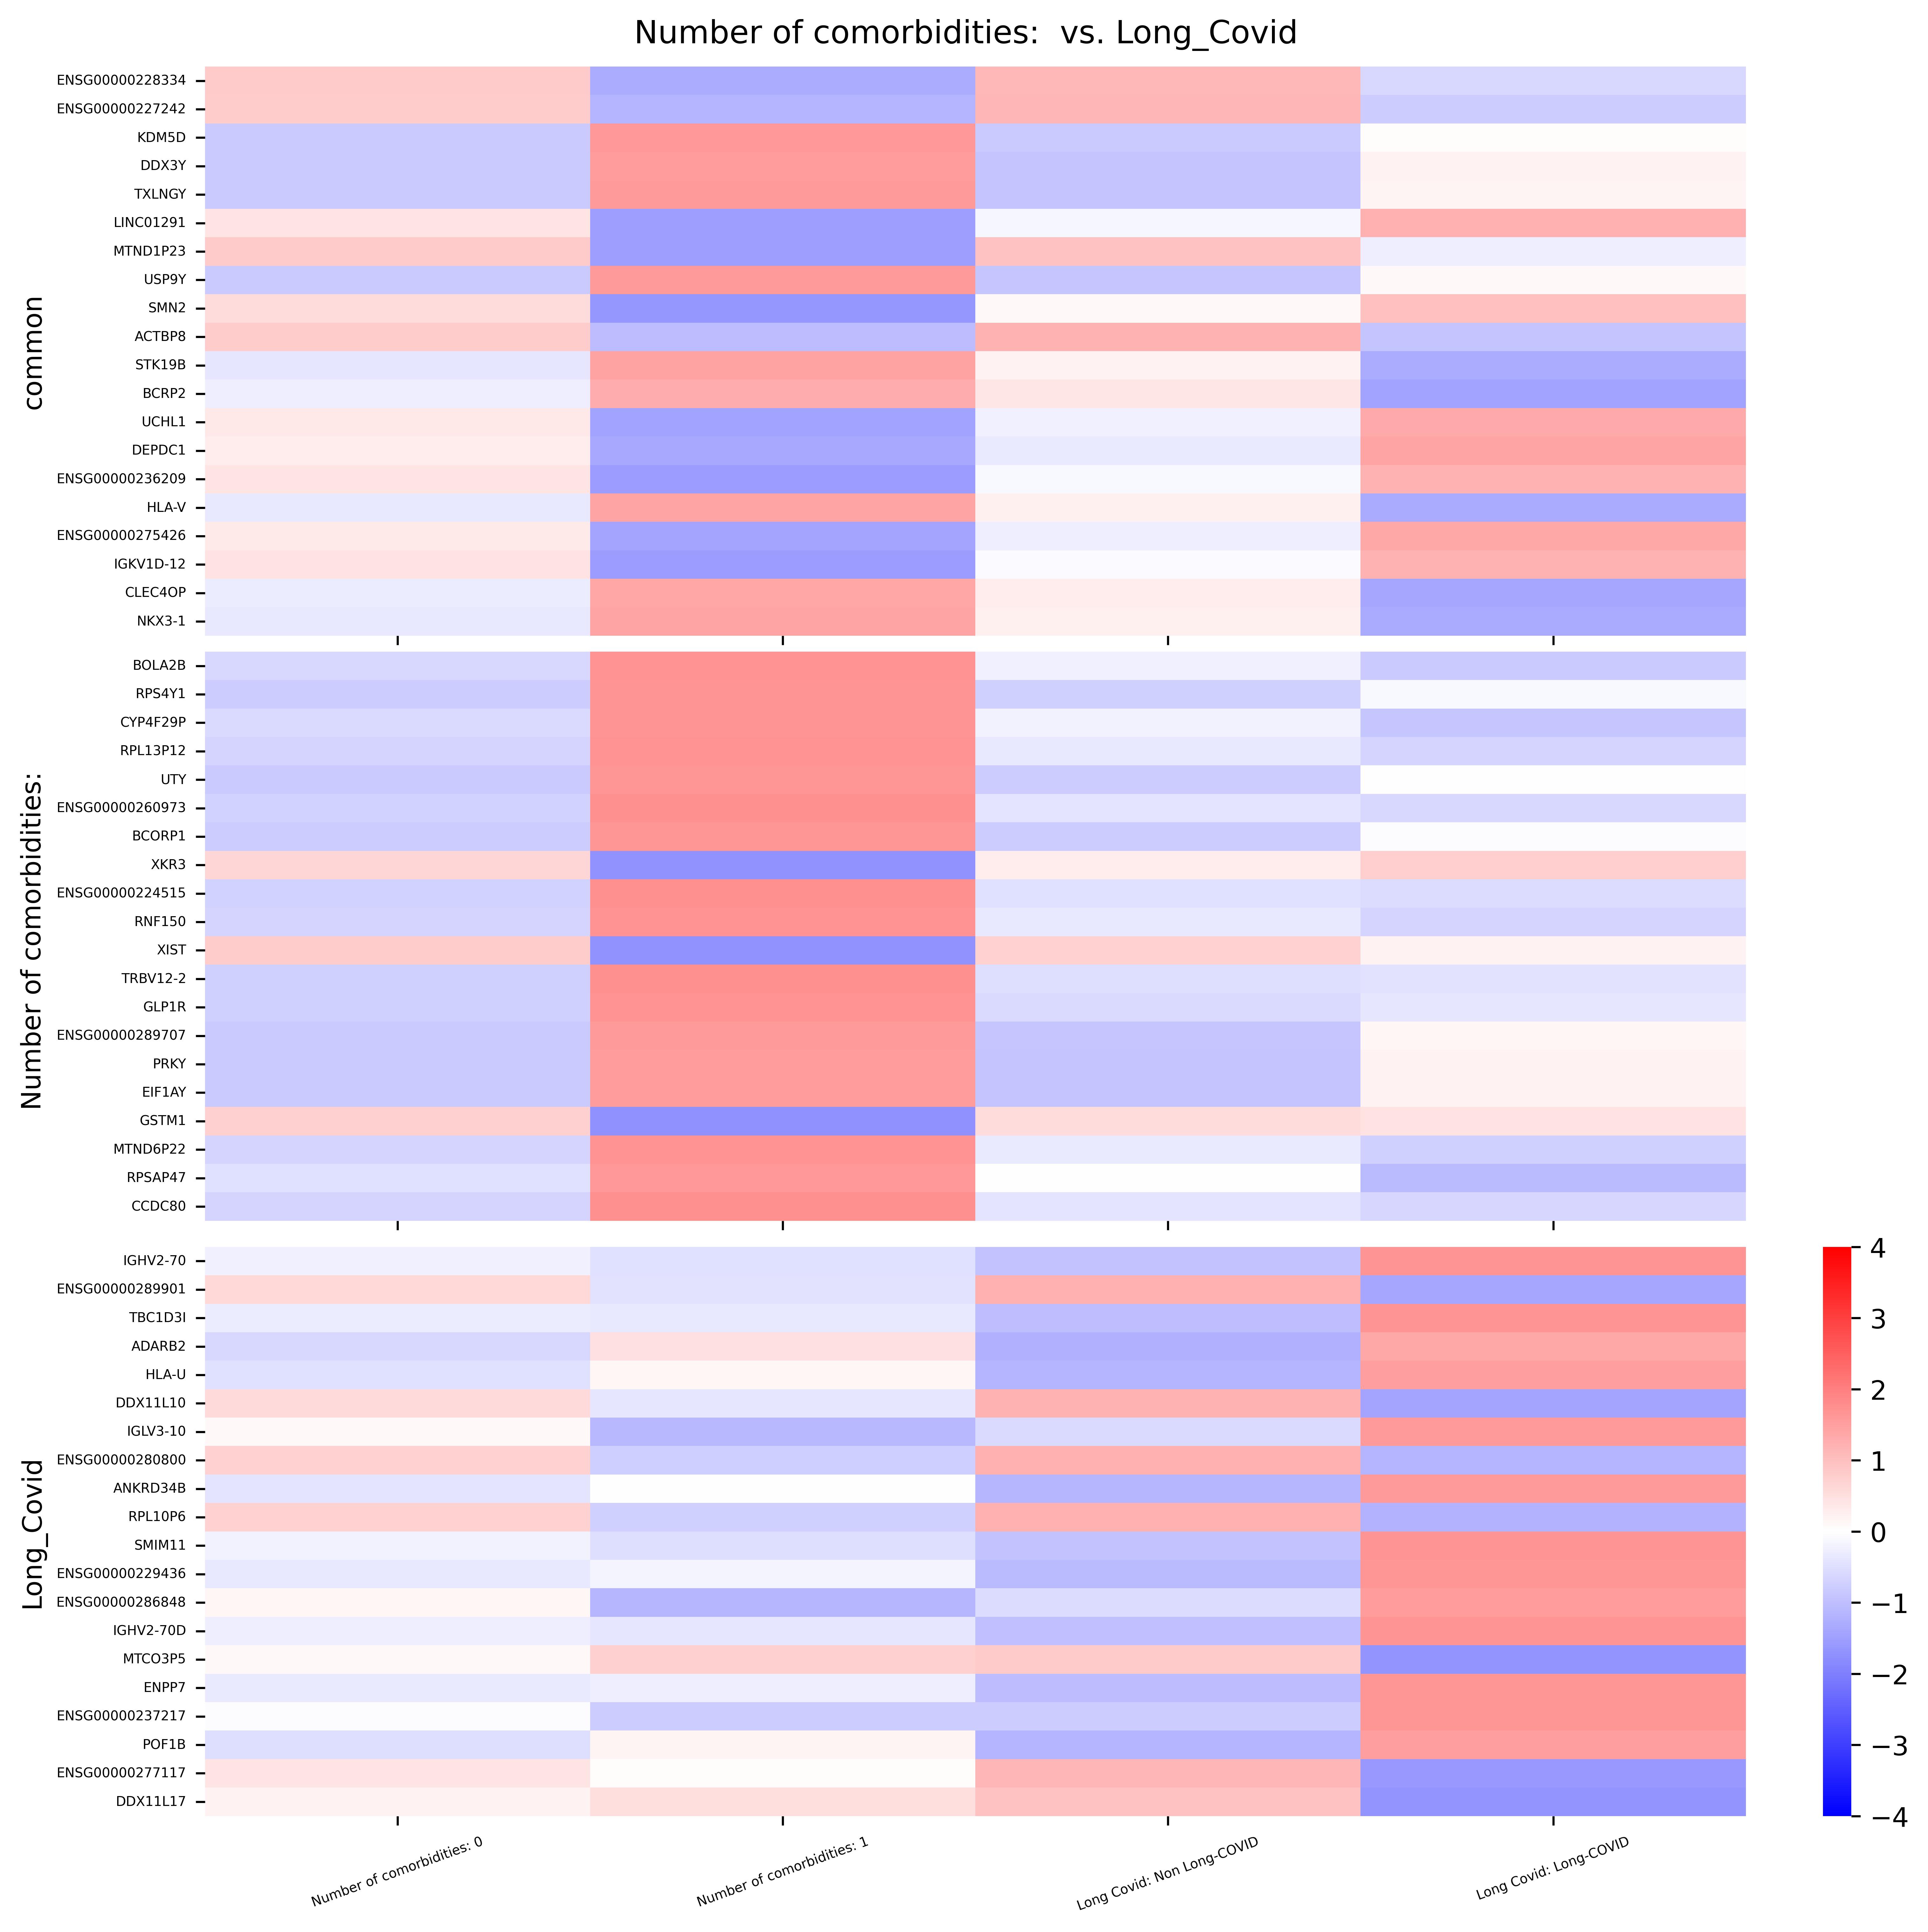 Number of comorbidities:  vs. Long_Covid
common
ENSG00000228334
ENSG00000227242
KDM5D
DDX3Y
TXLNGY
LINC01291
MTND1P23
USP9Y
SMN2
ACTBP8
STK19B
BCRP2
UCHL1
DEPDC1
ENSG00000236209
HLA-V
ENSG00000275426
IGKV1D-12
CLEC4OP
NKX3-1
Number of comorbidities:
BOLA2B
RPS4Y1
CYP4F29P
RPL13P12
UTY
ENSG00000260973
BCORP1
XKR3
ENSG00000224515
RNF150
XIST
TRBV12-2
GLP1R
ENSG00000289707
PRKY
EIF1AY
GSTM1
MTND6P22
RPSAP47
CCDC80
Long_Covid
IGHV2-70
ENSG00000289901
TBC1D3I
ADARB2
HLA-U
DDX11L10
IGLV3-10
ENSG00000280800
ANKRD34B
RPL10P6
SMIM11
ENSG00000229436
ENSG00000286848
IGHV2-70D
MTCO3P5
ENPP7
ENSG00000237217
POF1B
ENSG00000277117
DDX11L17
Number of comorbidities: 0
Number of comorbidities: 1
Long Covid: Non Long-COVID
Long Covid: Long-COVID
4
3
2
1
0
−1
−2
−3
−4